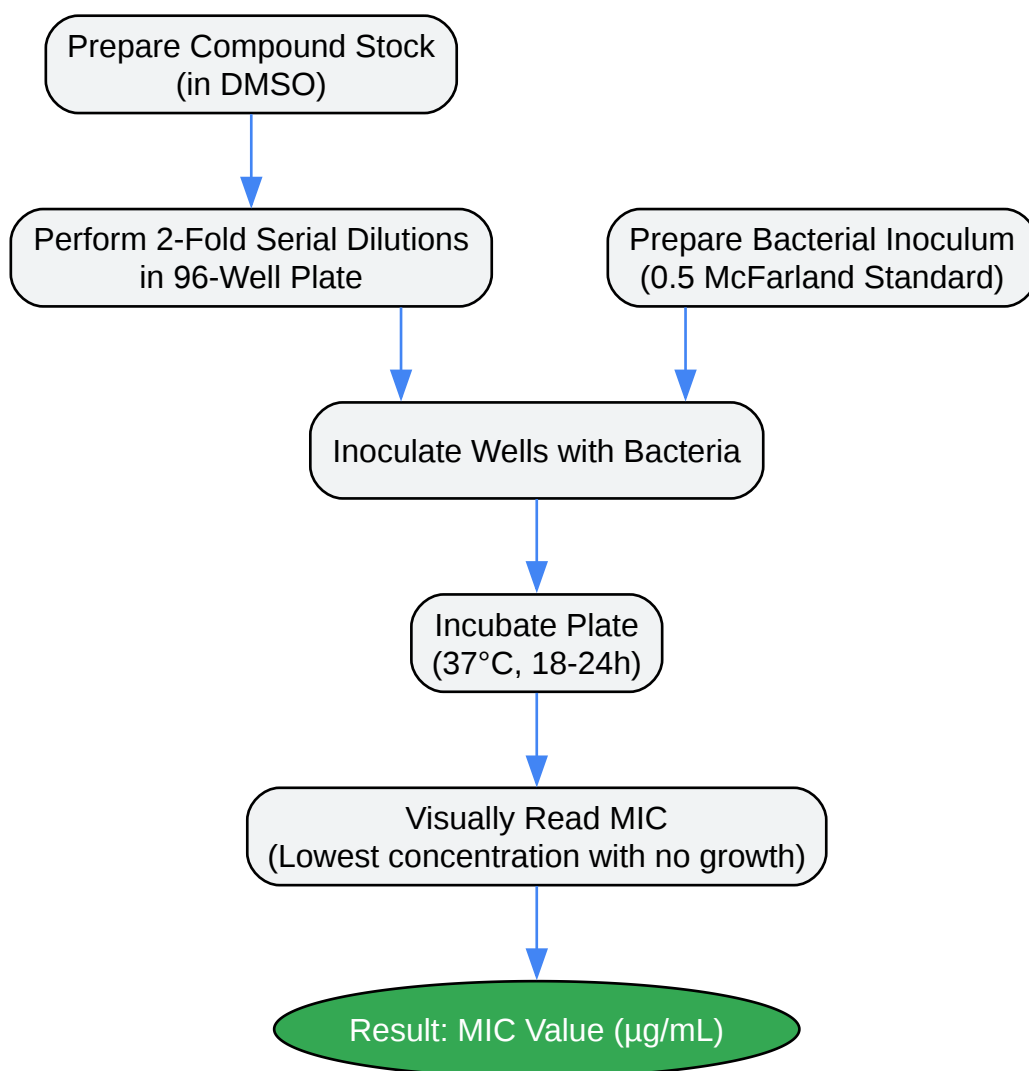 Prepare Compound Stock
(in DMSO)
Perform 2-Fold Serial Dilutions
in 96-Well Plate
Prepare Bacterial Inoculum
(0.5 McFarland Standard)
Inoculate Wells with Bacteria
Incubate Plate
(37°C, 18-24h)
Visually Read MIC
(Lowest concentration with no growth)
Result: MIC Value (µg/mL)